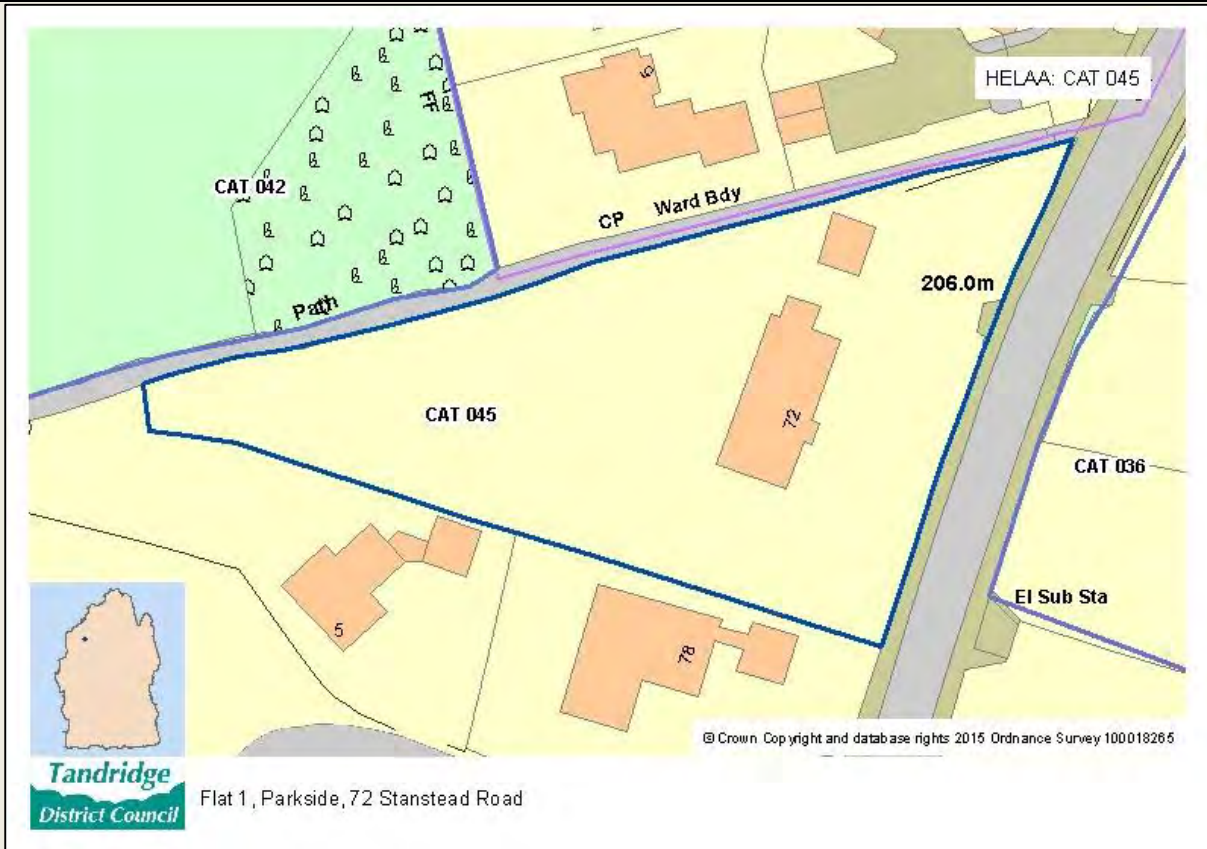 HELAA: CAT 045
FF
5
CAT 042
CP Ward Bdy
Path
206.0m
CAT 045
72
CAT 036
El Sub Sta
5
78
© Crown Copyright and database rights 2015 Ordnance Survey 100018265
Tandridge
District Council
Flat 1, Parkside, 72 Stanstead Road